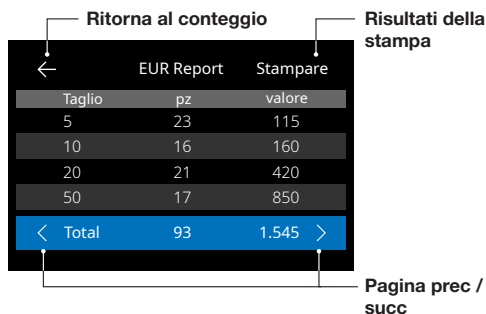 Ritorna al conteggio
Risultati della
stampa
EUR Report Stampare
Taglio pz valore
5 23 115
10 16 160
20 21 420
50 17 850
Total 93 1.545
Pagina prec /
succ